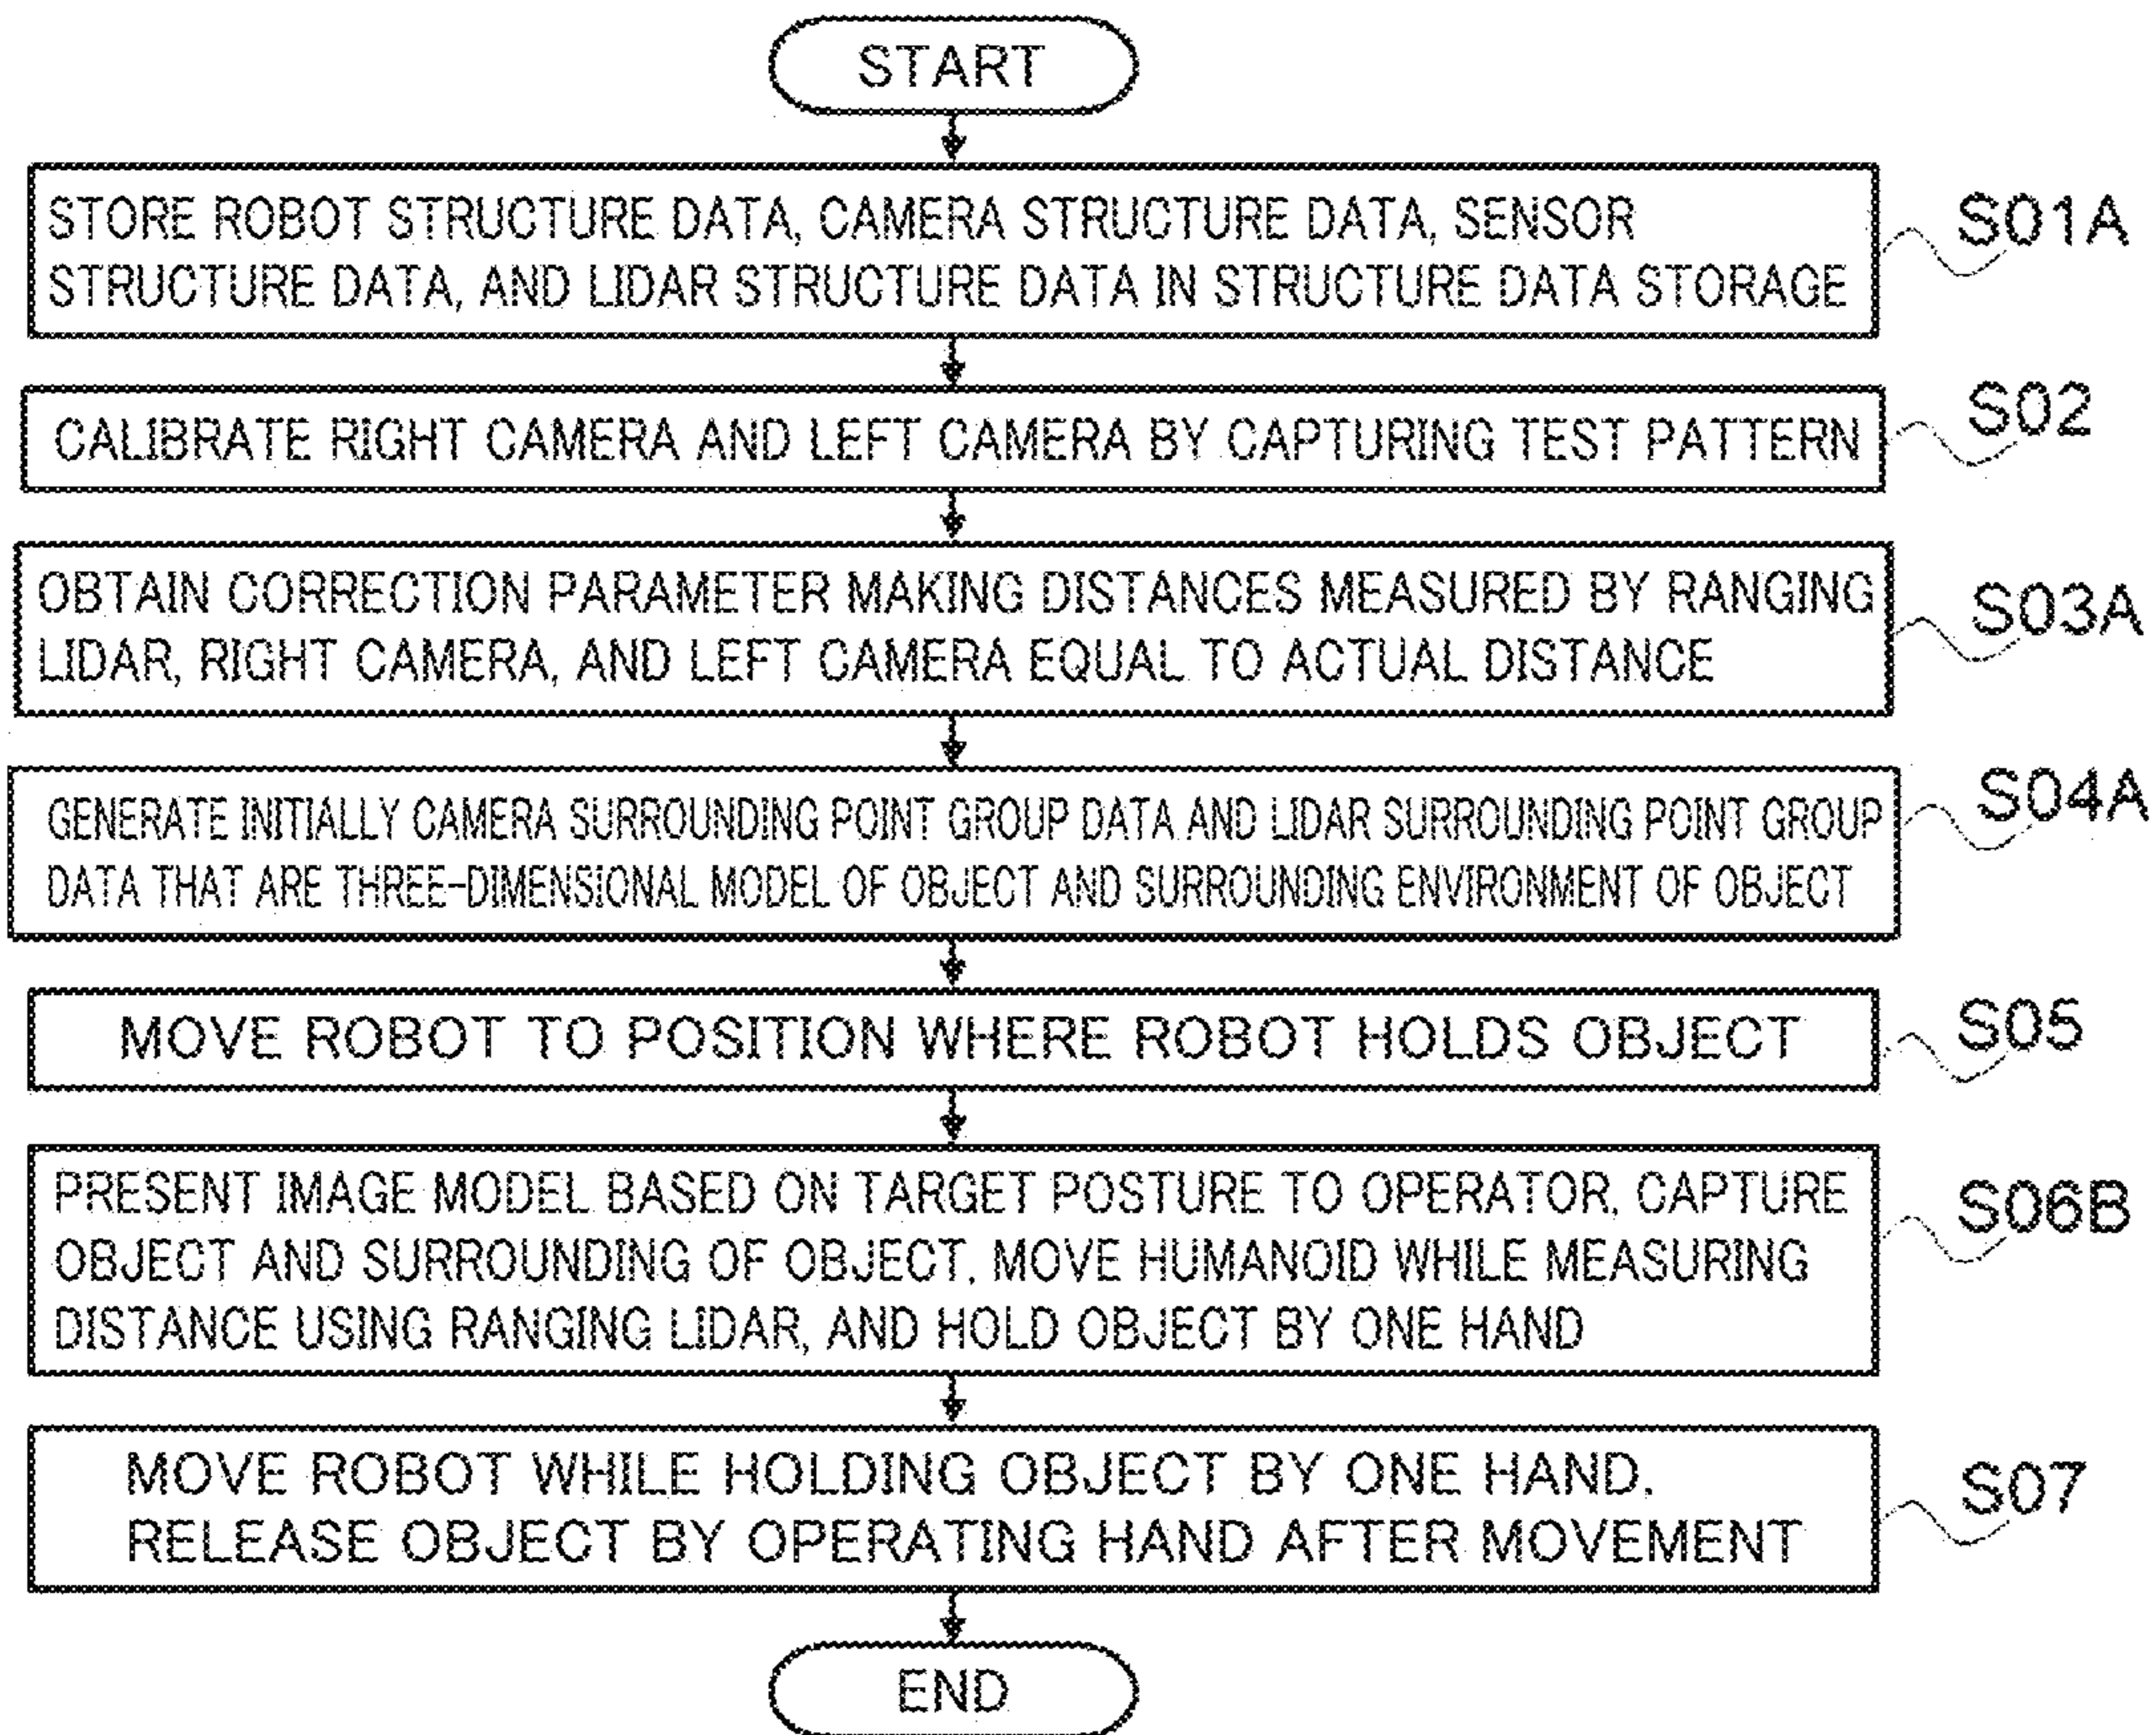 START
STORE ROBOT STRUCTURE DATA, CAMERA STRUCTURE DATA, SENSOR
STRUCTURE DATA, AND LIDAR STRUCTURE DATA IN STRUCTURE DATA STORAGE
S01A
CALIBRATE RIGHT CAMERA AND LEFT CAMERA BY CAPTURING TEST PATTERN
S02
OBTAIN CORRECTION PARAMETER MAKING DISTANCES MEASURED BY RANGING
LIDAR, RIGHT CAMERA, AND LEFT CAMERA EQUAL TO ACTUAL DISTANCE
S03A
GENERATE INITIALLY CAMERA SURROUNDING POINT GROUP DATA AND LIDAR SURROUNDING POINT GROUP
DATA THAT ARE THREE-DIMENSIONAL MODEL OF OBJECT AND SURROUNDING ENVIRONMENT OF OBJECT
S04A
MOVE ROBOT TO POSITION WHERE ROBOT HOLDS OBJECT
S05
PRESENT IMAGE MODEL BASED ON TARGET POSTURE TO OPERATOR, CAPTURE
OBJECT AND SURROUNDING OF OBJECT, MOVE HUMANOID WHILE MEASURING
DISTANCE USING RANGING LIDAR, AND HOLD OBJECT BY ONE HAND
S06B
MOVE ROBOT WHILE HOLDING OBJECT BY ONE HAND.
RELEASE OBJECT BY OPERATING HAND AFTER MOVEMENT
S07
END